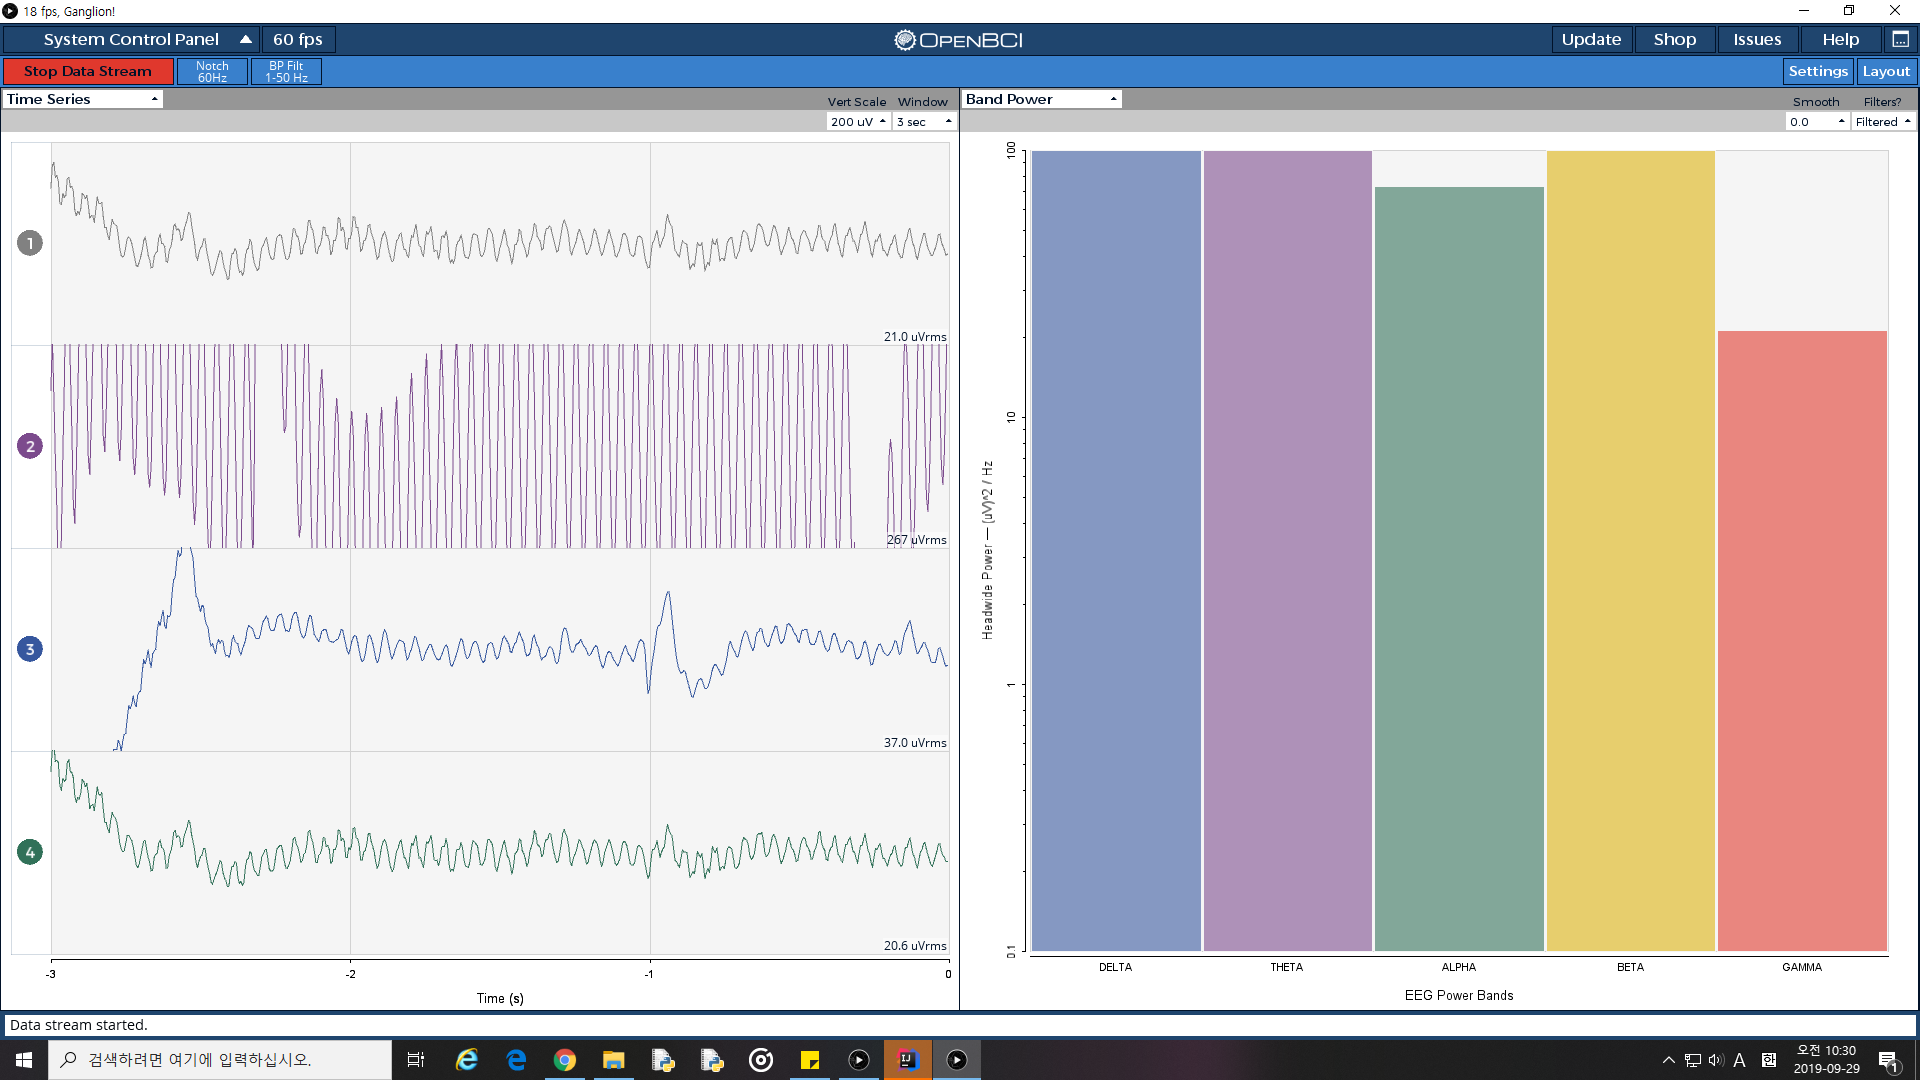 18 fps, Ganglion!
System Control Panel
60 fps
OPENBCI
Update
Shop
Issues
Help
Stop Data Stream
Notch
60Hz
BP Filt
1-50 Hz
Settings
Layout
Time Series
Vert Scale
Window
200 uV
3 sec
Band Power
Smooth
Filters?
0.0
Filtered
1
21.0 uVrms
2
267 uVrms
3
37.0 uVrms
4
20.6 uVrms
-3
-2
-1
0
Time (s)
100
10
1
0.1
Headwide Power — (uV)^2 / Hz
DELTA
THETA
ALPHA
BETA
GAMMA
EEG Power Bands
Data stream started.
검색하려면 여기에 입력하십시오.
IJ
A
한
오전 10:30
2019-09-29
1